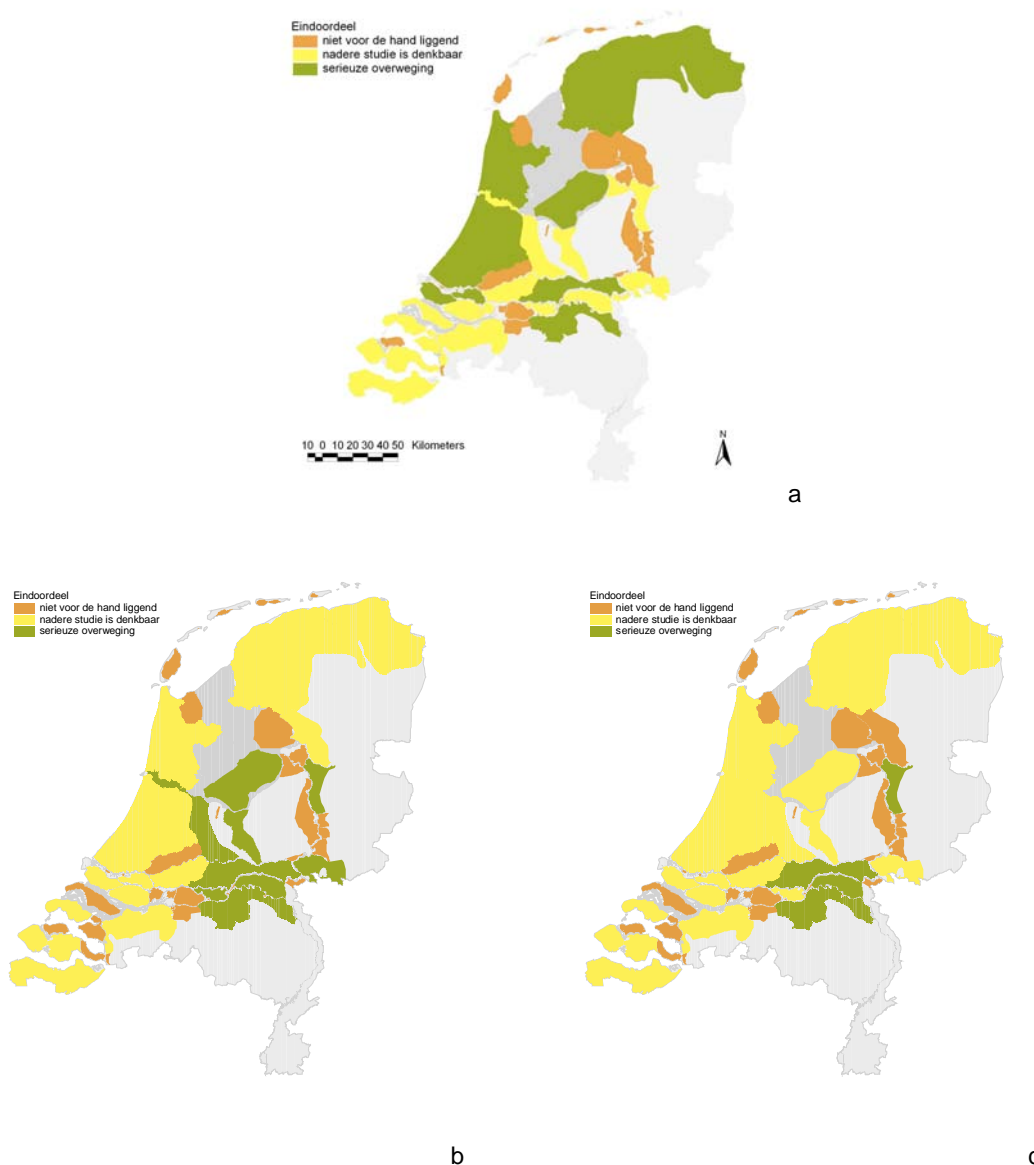 Eindoordeel
niet voor de hand liggend
nadere studie is denkbaar
serieuze overweging
10 0 10 20 30 40 50 Kilometers
N
a
Eindoordeel
niet voor de hand liggend
nadere studie is denkbaar
serieuze overweging
Eindoordeel
niet voor de hand liggend
nadere studie is denkbaar
serieuze overweging
b